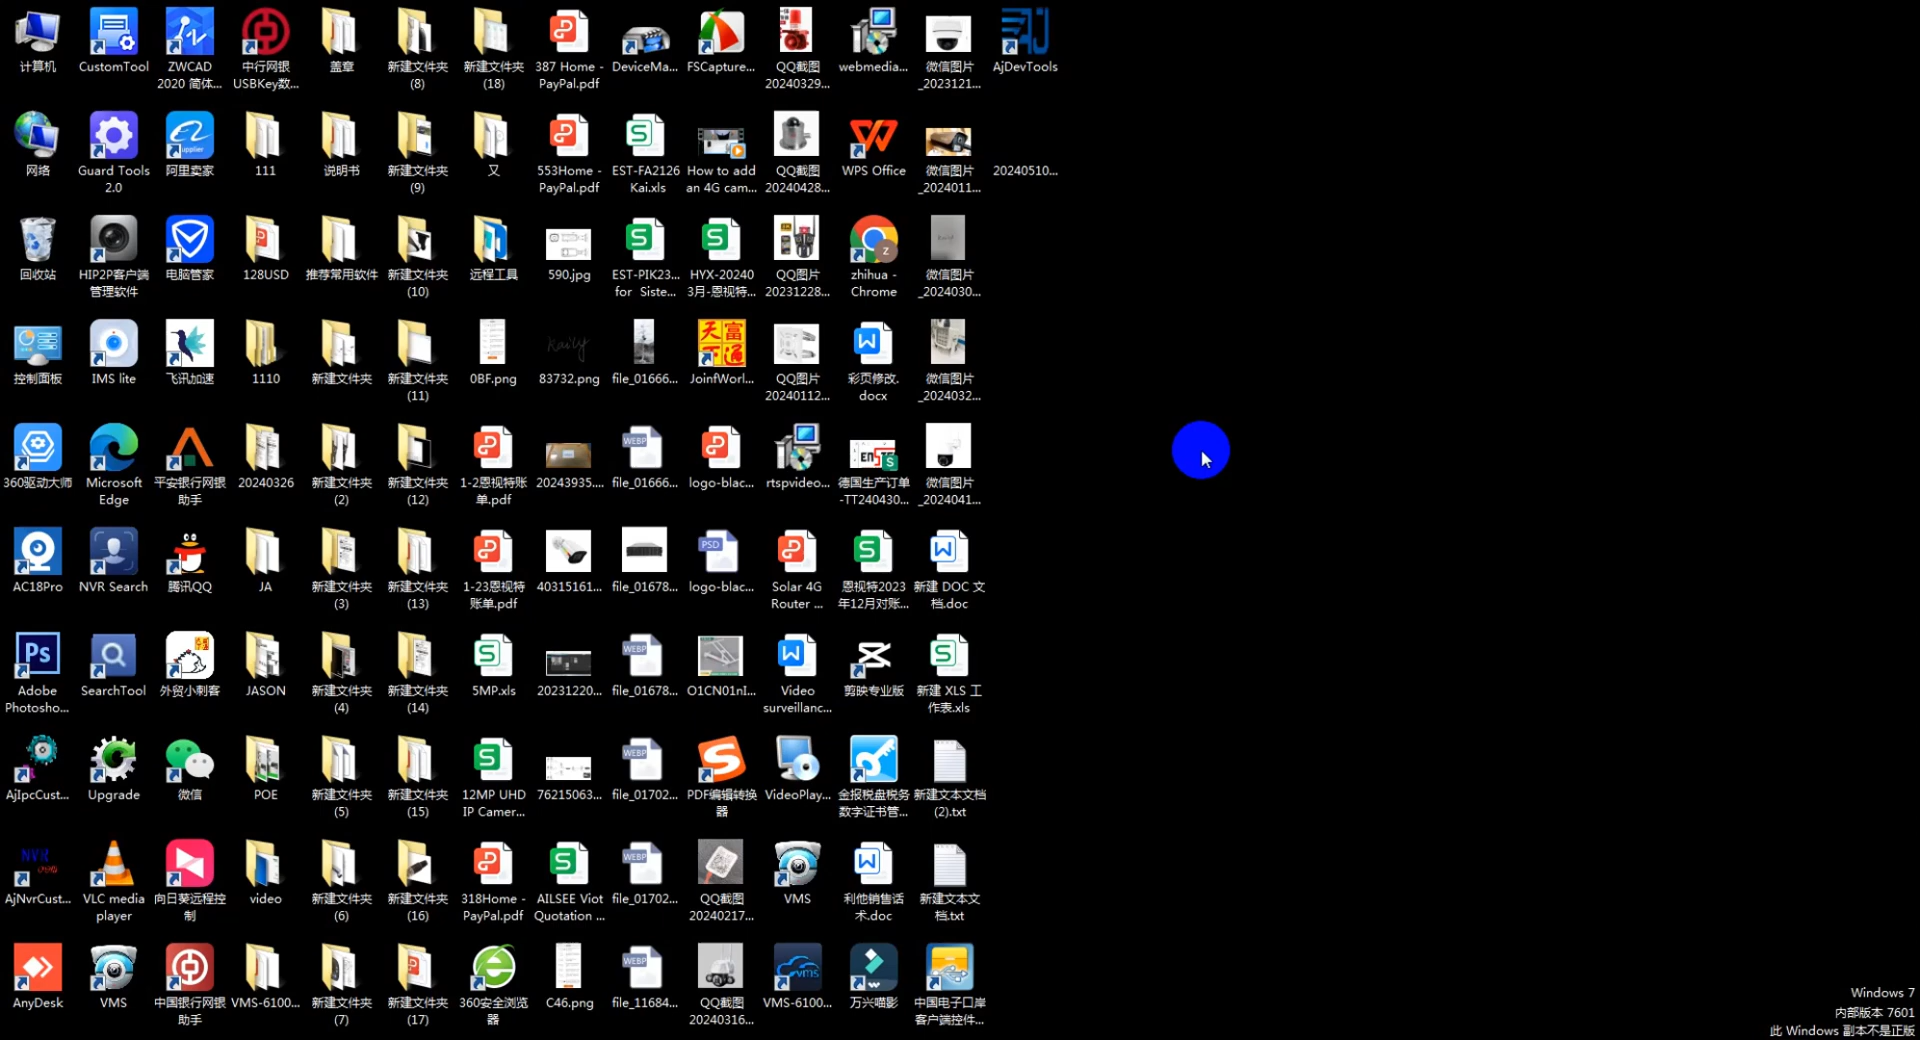 计算机
CustomTool
ZWCAD
2020 简体...
中行网银
USBKey数...
盖章
新建文件夹
(8)
新建文件夹
(18)
387 Home -
PayPal.pdf
DeviceMa...
FSCapture...
QQ截图
20240329...
webmedia...
微信图片
_2023121...
AjDevTools
网络
Guard Tools
2.0
阿里卖家
111
说明书
新建文件夹
(9)
又
553Home -
PayPal.pdf
EST-FA2126
Kai.xls
How to add
an 4G cam...
QQ截图
20240428...
WPS Office
微信图片
_2024011...
20240510...
回收站
HIP2P客户端
管理软件
电脑管家
128USD
推荐常用软件
新建文件夹
(10)
远程工具
590.jpg
EST-PIK23...
for Siste...
HYX-20240
3月-恩视特...
QQ图片
20231228...
zhihua -
Chrome
微信图片
_2024030...
控制面板
IMS lite
飞讯加速
1110
新建文件夹
新建文件夹
(11)
0BF.png
83732.png
file_01666...
JoinfWorl...
QQ图片
20240112...
彩页修改.
docx
微信图片
_2024032...
360驱动大师
Microsoft
Edge
平安银行网银
助手
20240326
新建文件夹
(2)
新建文件夹
(12)
1-2恩视特账
单.pdf
20243935...
file_01666...
logo-blac...
rtspvideo...
德国生产订单
-TT240430...
微信图片
_2024041...
AC18Pro
NVR Search
腾讯QQ
JA
新建文件夹
(3)
新建文件夹
(13)
1-23恩视特
账单.pdf
40315161...
file_01678...
logo-blac...
Solar 4G
Router ...
恩视特2023
年12月对账...
新建 DOC 文
档.doc
Adobe
Photosho...
SearchTool
外贸小刺客
JASON
新建文件夹
(4)
新建文件夹
(14)
5MP.xls
20231220...
file_01678...
O1CN01nI...
Video
surveillanc...
剪映专业版
新建 XLS 工
作表.xls
AjIpcCust...
Upgrade
微信
POE
新建文件夹
(5)
新建文件夹
(15)
12MP UHD
IP Camer...
76215063...
file_01702...
PDF编辑转换
器
VideoPlay...
金报税盘税务
数字证书管...
新建文本文档
(2).txt
AjNvrCust...
VLC media
player
向日葵远程控
制
video
新建文件夹
(6)
新建文件夹
(16)
318Home -
PayPal.pdf
AILSEE Viot
Quotation ...
file_01702...
QQ截图
20240217...
VMS
利他销售话
术.doc
新建文本文
档.txt
AnyDesk
VMS
中国银行网银
助手
VMS-6100...
新建文件夹
(7)
新建文件夹
(17)
360安全浏览
器
C46.png
file_11684...
QQ截图
20240316...
VMS-6100...
万兴喵影
中国电子口岸
客户端控件...
Windows 7
内部版本 7601
此 Windows 副本不是正版